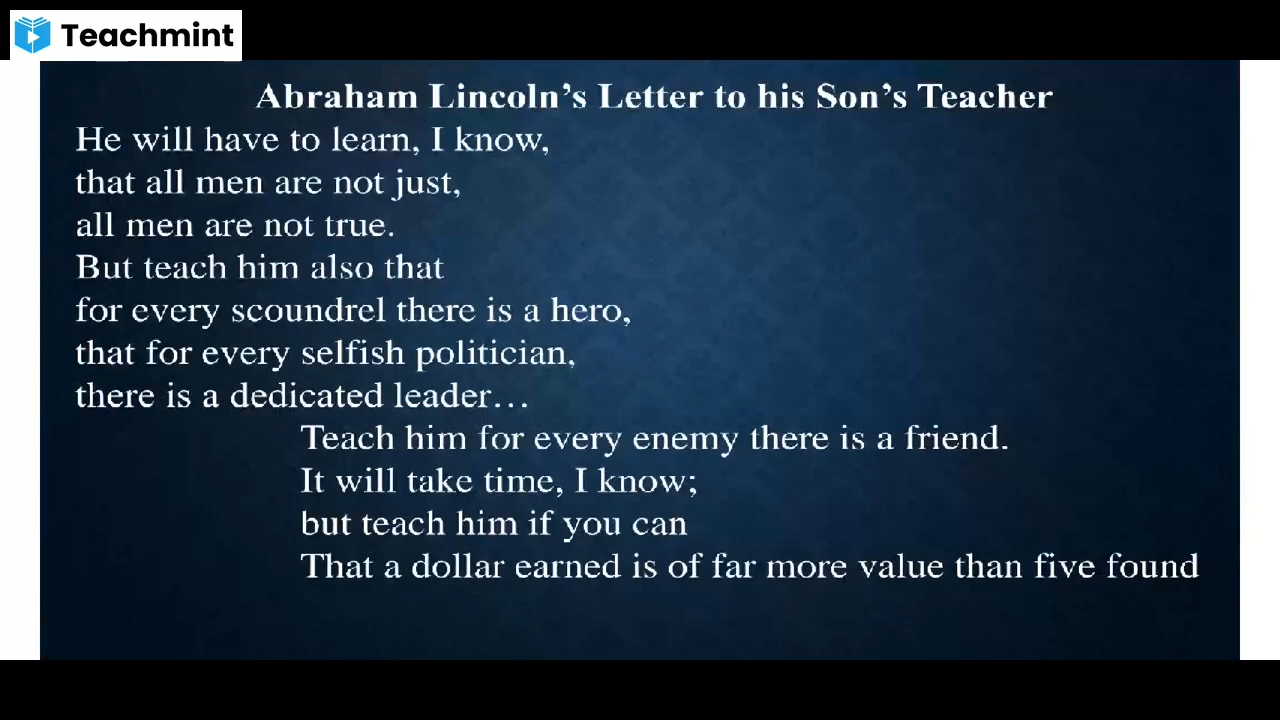 Teachmint
Abraham Lincoln’s Letter to his Son’s Teacher
He will have to learn, I know,
that all men are not just,
all men are not true.
But teach him also that
for every scoundrel there is a hero,
that for every selfish politician,
there is a dedicated leader…
Teach him for every enemy there is a friend.
It will take time, I know;
but teach him if you can
That a dollar earned is of far more value than five found